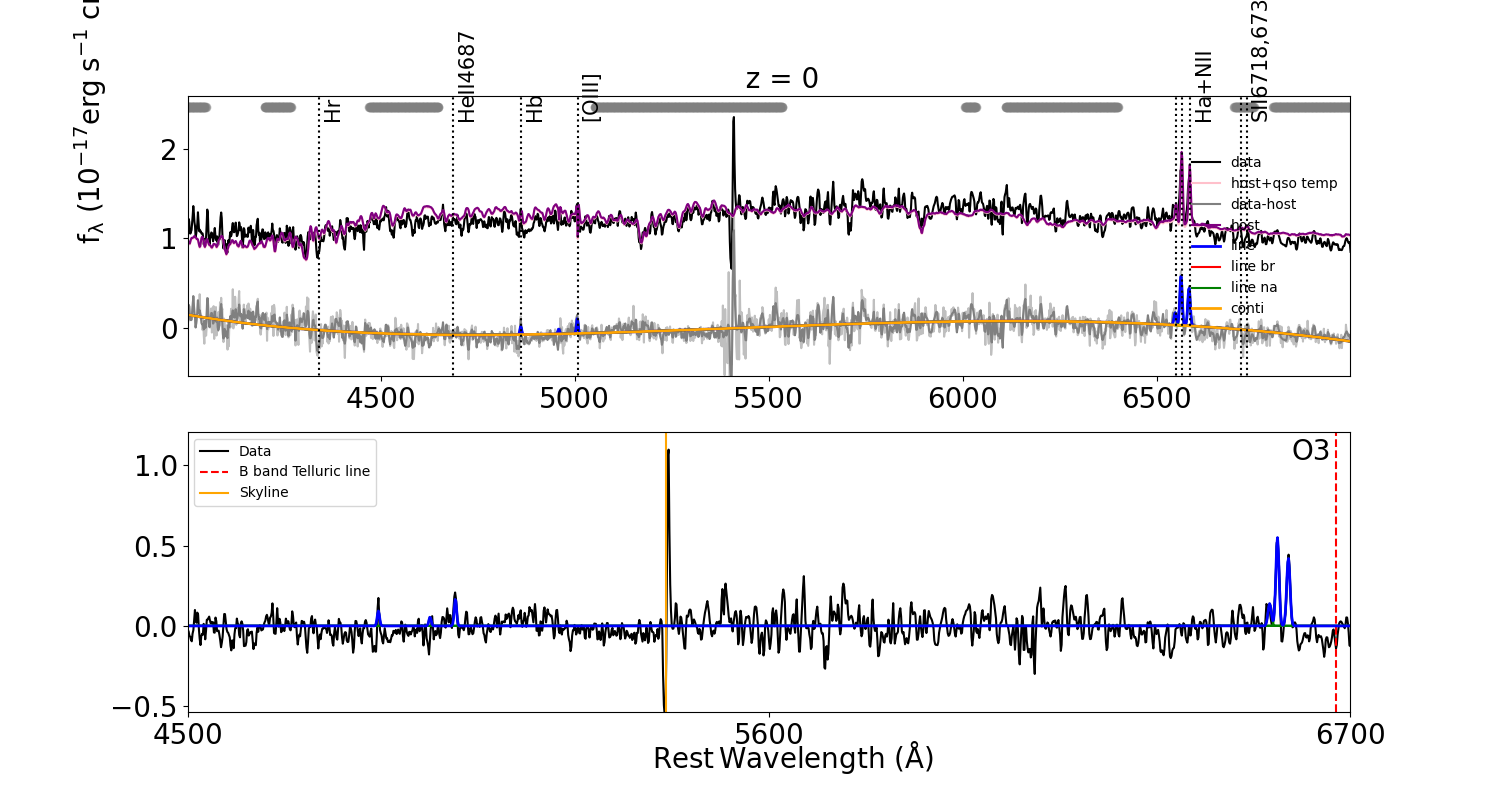 z = 0
f_λ (10^−17 erg s^−1 c
Hr
HeII4687
Hb
[OIII]
Ha+NII
SII6718,673
2
1
0
data
host+qso temp
data-host
host
line
line br
line na
conti
4500 5000 5500 6000 6500
O3
Data
B band Telluric line
Skyline
1.0
0.5
0.0
−0.5
4500 5600 6700
Rest Wavelength (Å)